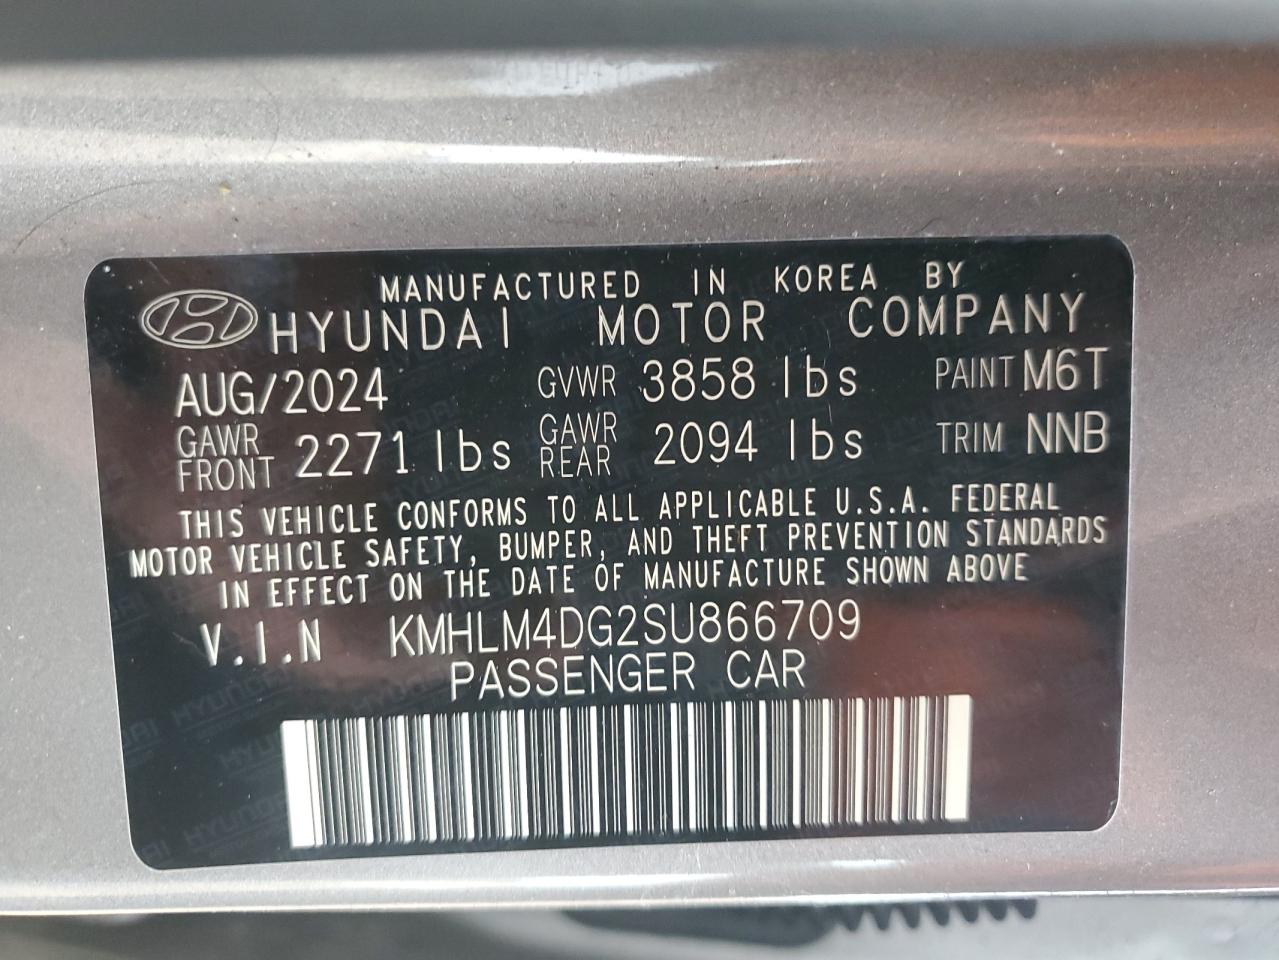 MANUFACTURED IN KOREA BY
HYUNDAI MOTOR COMPANY
AUG/2024 GVWR 3858 lbs PAINT M6T
GAWR FRONT 2271 lbs GAWR REAR 2094 lbs TRIM NNB
THIS VEHICLE CONFORMS TO ALL APPLICABLE U.S.A. FEDERAL
MOTOR VEHICLE SAFETY, BUMPER, AND THEFT PREVENTION STANDARDS
IN EFFECT ON THE DATE OF MANUFACTURE SHOWN ABOVE
V.I.N KMHLM4DG2SU866709
PASSENGER CAR